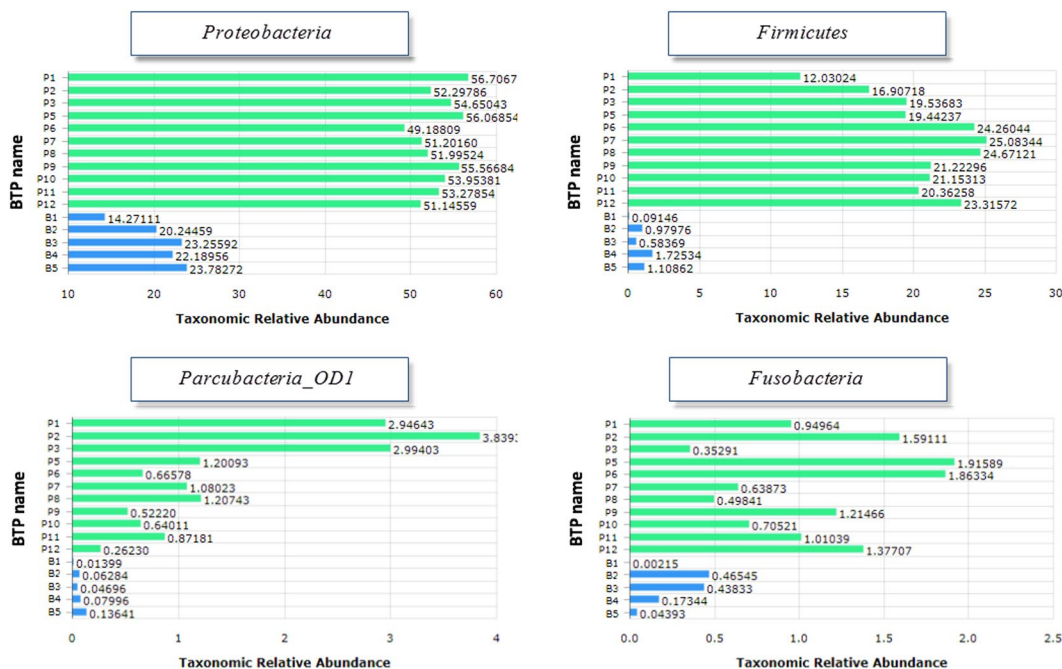 Proteobacteria
BTP name
P1 56.7067
P2 52.29786
P3 54.65043
P5 56.06854
P6 49.18809
P7 51.20160
P8 51.99524
P9 55.56684
P10 53.95381
P11 53.27854
P12 51.14559
B1 14.27111
B2 20.24459
B3 23.25592
B4 22.18956
B5 23.78272
10 20 30 40 50 60
Taxonomic Relative Abundance
Firmicutes
BTP name
P1 12.03024
P2 16.90718
P3 19.53683
P5 19.44237
P6 24.26044
P7 25.08344
P8 24.67121
P9 21.22296
P10 21.15313
P11 20.36258
P12 23.31572
B1 0.09146
B2 0.97976
B3 0.58369
B4 1.72534
B5 1.10862
0 5 10 15 20 25 30
Taxonomic Relative Abundance
Parcubacteria_OD1
BTP name
P1 2.94643
P2 3.8393
P3 2.99403
P5 1.20093
P6 0.66578
P7 1.08023
P8 1.20743
P9 0.52220
P10 0.64011
P11 0.87181
P12 0.26230
B1 0.01399
B2 0.06284
B3 0.04696
B4 0.07996
B5 0.13641
0 1 2 3 4
Taxonomic Relative Abundance
Fusobacteria
BTP name
P1 0.94964
P2 1.59111
P3 0.35291
P5 1.91589
P6 1.86334
P7 0.63873
P8 0.49841
P9 1.21466
P10 0.70521
P11 1.01039
P12 1.37707
B1 0.00215
B2 0.46545
B3 0.43833
B4 0.17344
B5 0.04393
0.0 0.5 1.0 1.5 2.0 2.5
Taxonomic Relative Abundance